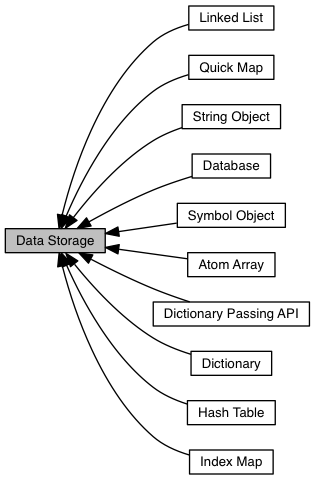 Linked List
Quick Map
String Object
Database
Symbol Object
Data Storage
Atom Array
Dictionary Passing API
Dictionary
Hash Table
Index Map